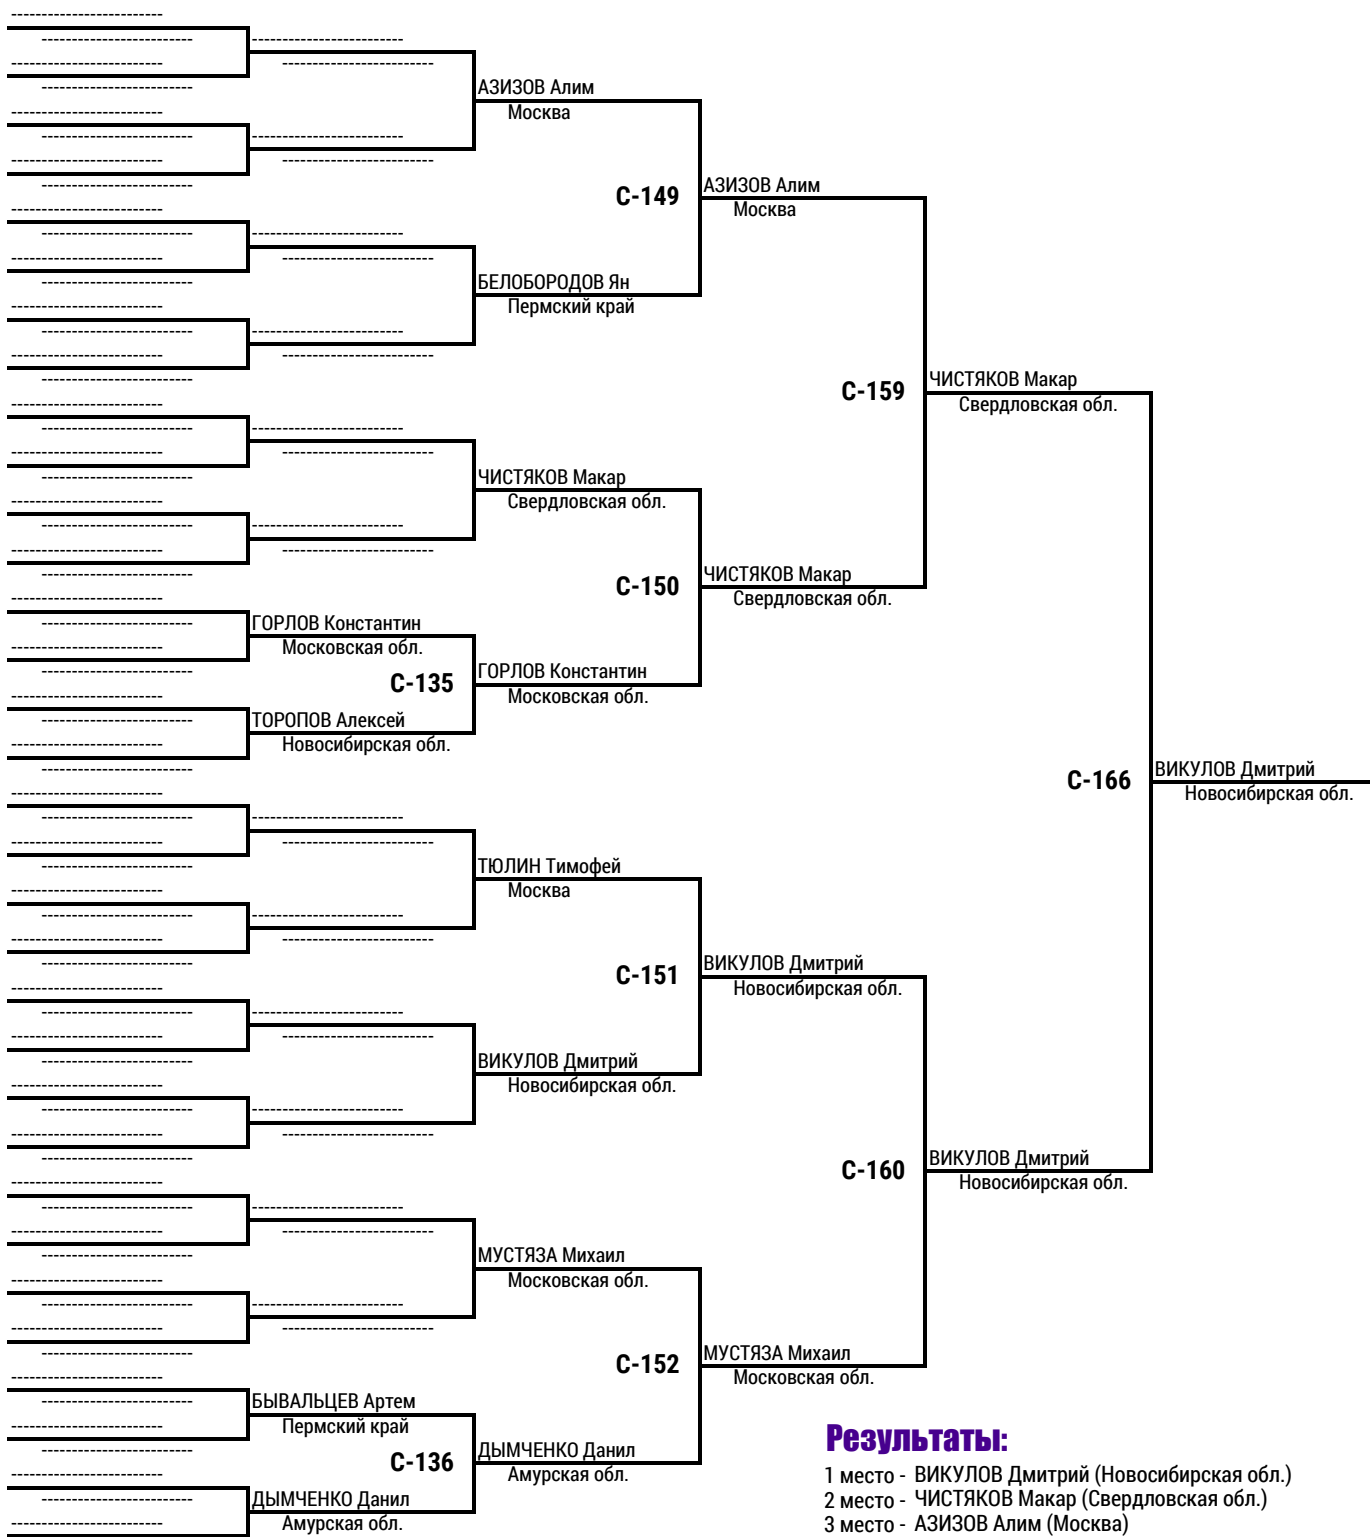 АЗИЗОВ Алим
Москва
С-149
АЗИЗОВ Алим
Москва
БЕЛОБОРОДОВ Ян
Пермский край
С-159
ЧИСТЯКОВ Макар
Свердловская обл.
ЧИСТЯКОВ Макар
Свердловская обл.
С-150
ЧИСТЯКОВ Макар
Свердловская обл.
ГОРЛОВ Константин
Московская обл.
С-135
ГОРЛОВ Константин
Московская обл.
ТОРОПОВ Алексей
Новосибирская обл.
С-166
ВИКУЛОВ Дмитрий
Новосибирская обл.
ТЮЛИН Тимофей
Москва
С-151
ВИКУЛОВ Дмитрий
Новосибирская обл.
ВИКУЛОВ Дмитрий
Новосибирская обл.
С-160
ВИКУЛОВ Дмитрий
Новосибирская обл.
МУСТЯЗА Михаил
Московская обл.
С-152
МУСТЯЗА Михаил
Московская обл.
БЫВАЛЬЦЕВ Артем
Пермский край
С-136
ДЫМЧЕНКО Данил
Амурская обл.
ДЫМЧЕНКО Данил
Амурская обл.
Результаты:
1 место - ВИКУЛОВ Дмитрий (Новосибирская обл.)
2 место - ЧИСТЯКОВ Макар (Свердловская обл.)
3 место - АЗИЗОВ Алим (Москва)